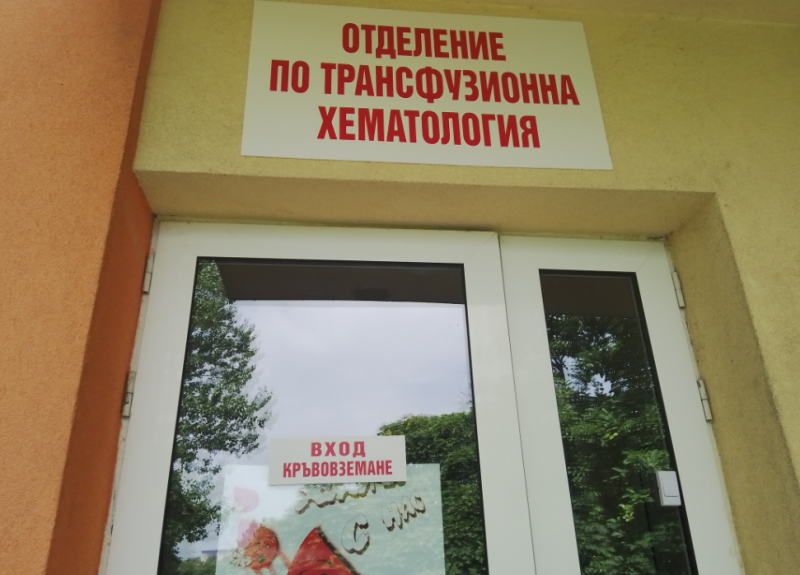 ОТДЕЛЕНИЕ
ПО ТРАНСФУЗИОННА
ХЕМАТОЛОГИЯ
ВХОД
КРЪВОВЗЕМАНЕ
с